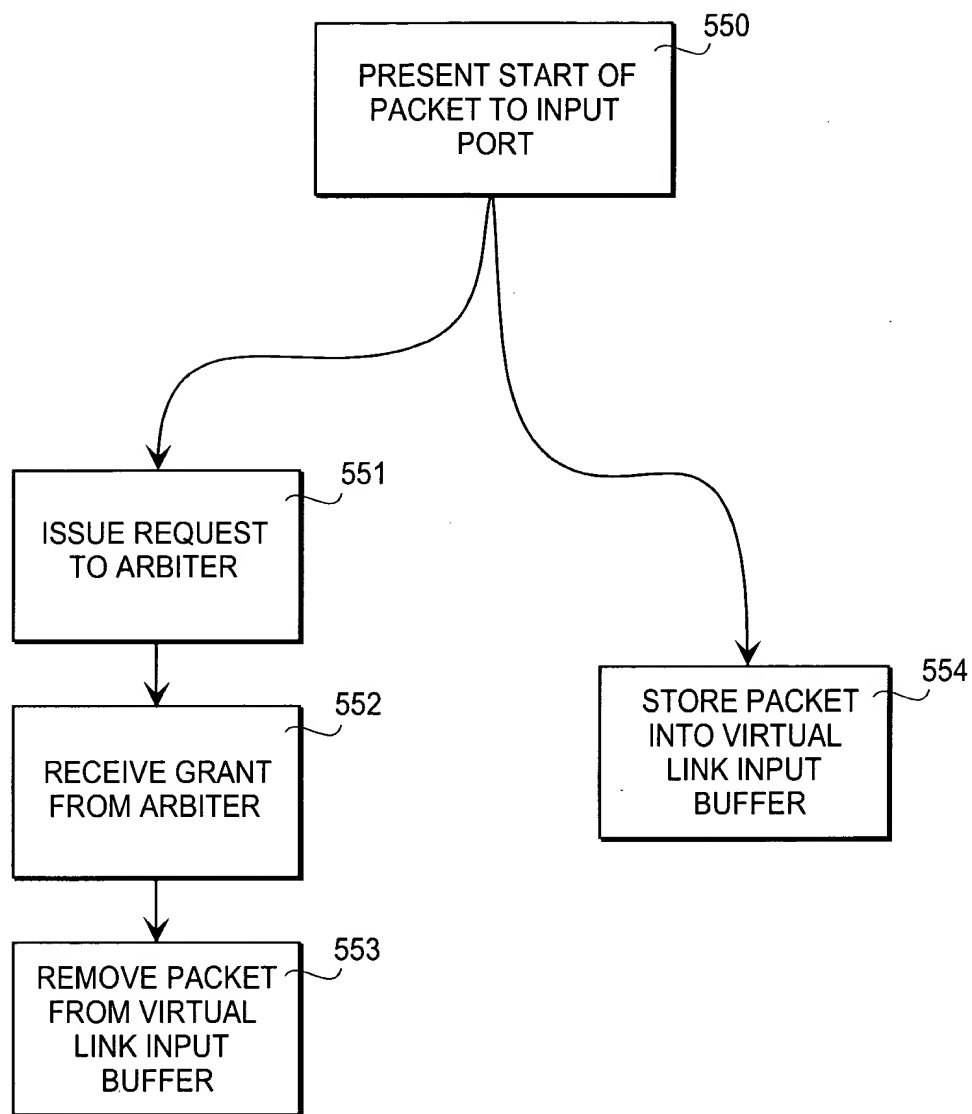 550
PRESENT START OF
PACKET TO INPUT
PORT
551
ISSUE REQUEST
TO ARBITER
552
RECEIVE GRANT
FROM ARBITER
553
REMOVE PACKET
FROM VIRTUAL
LINK INPUT
BUFFER
554
STORE PACKET
INTO VIRTUAL
LINK INPUT
BUFFER